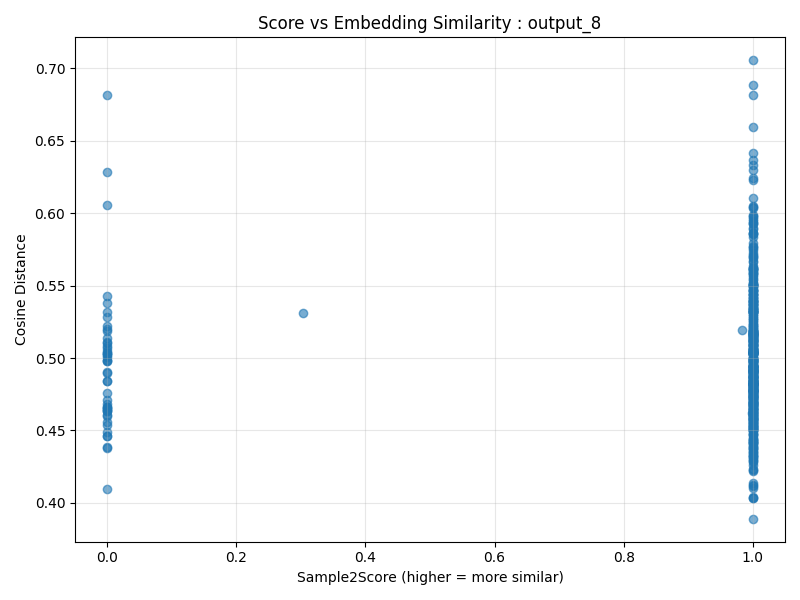 Score vs Embedding Similarity : output_8
Cosine Distance
0.70
0.65
0.60
0.55
0.50
0.45
0.40
0.0 0.2 0.4 0.6 0.8 1.0
Sample2Score (higher = more similar)